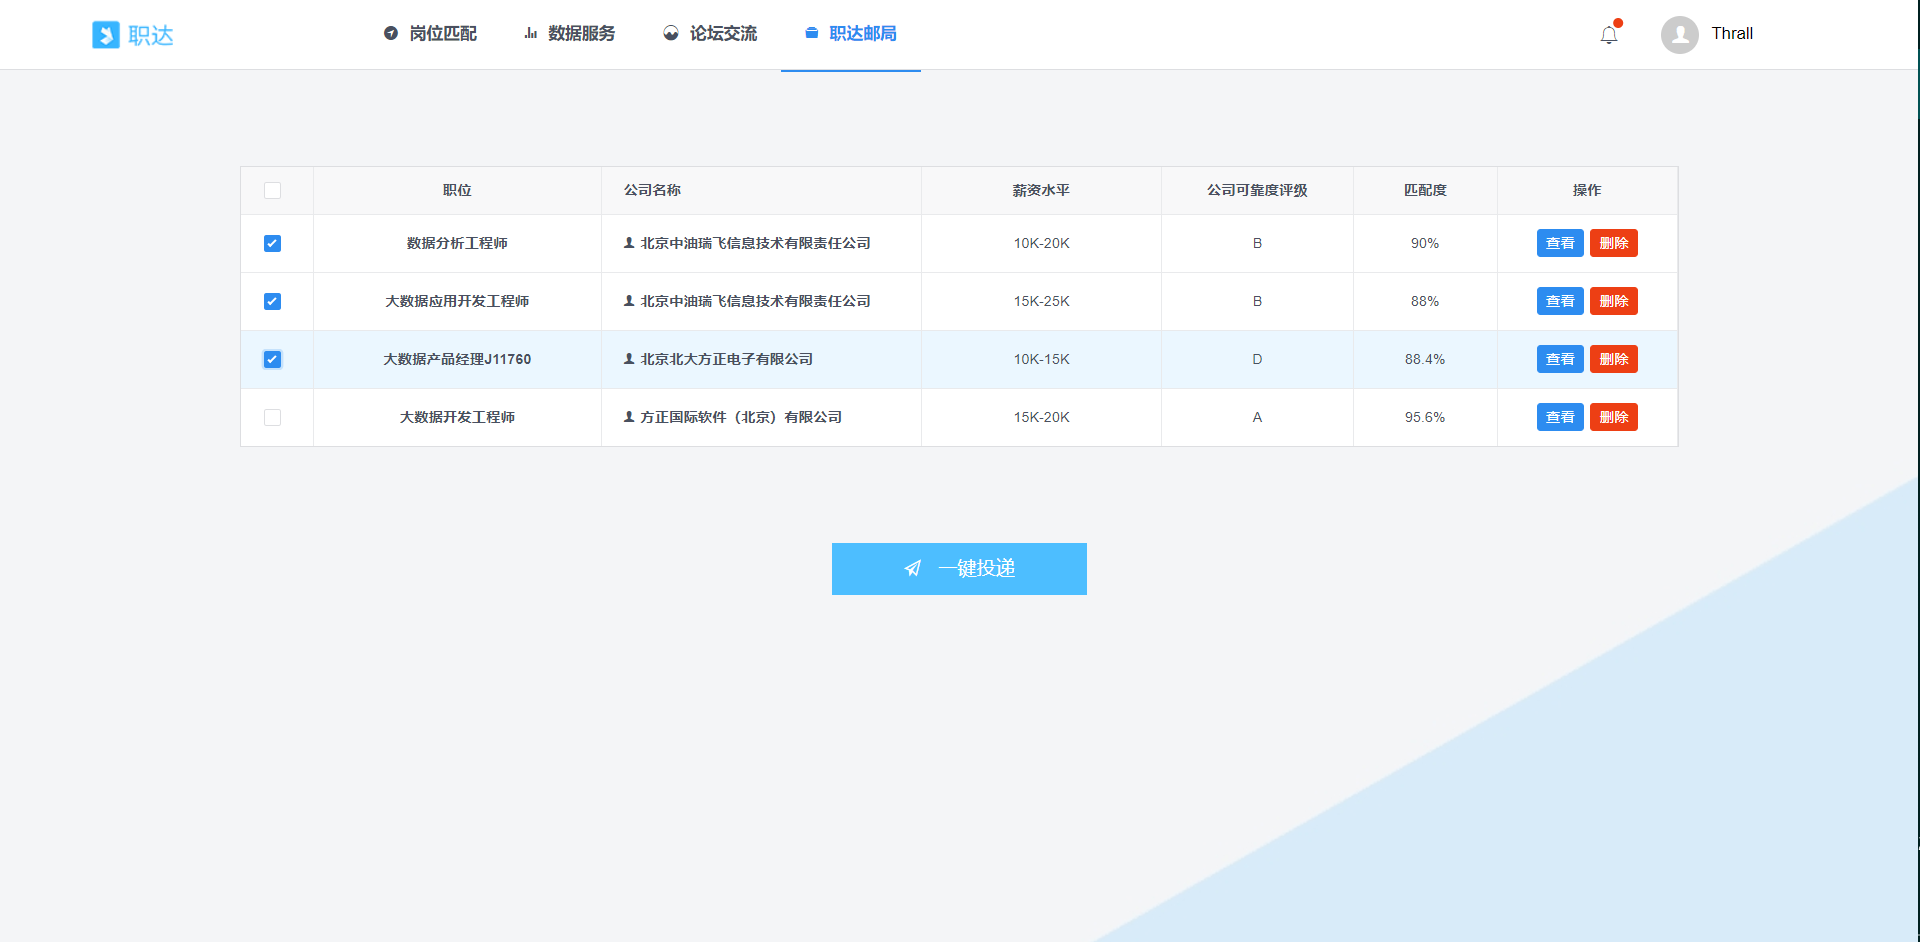 职达
岗位匹配 数据服务 论坛交流 职达邮局 Thrall
职位 公司名称 薪资水平 公司可靠度评级 匹配度 操作
数据分析工程师 北京中油瑞飞信息技术有限责任公司 10K-20K B 90% 查看 删除
大数据应用开发工程师 北京中油瑞飞信息技术有限责任公司 15K-25K B 88% 查看 删除
大数据产品经理J11760 北京北大方正电子有限公司 10K-15K D 88.4% 查看 删除
大数据开发工程师 方正国际软件（北京）有限公司 15K-20K A 95.6% 查看 删除
一键投递